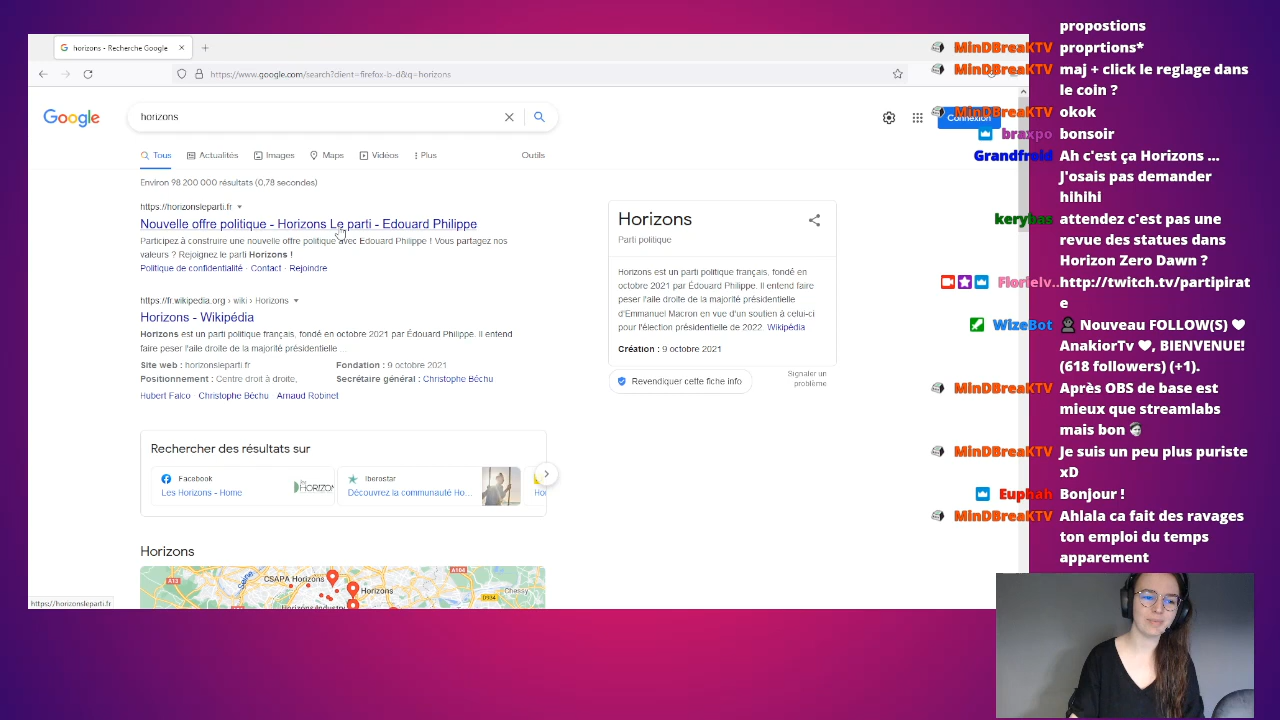 horizons - Recherche Google
https://www.google.com/search?client=firefox-b-d&q=horizons
Google
horizons
Connexion
Tous
Actualités
Images
Maps
Vidéos
Plus
Outils
Environ 98 200 000 résultats (0,78 secondes)
https://horizonsleparti.fr
Nouvelle offre politique - Horizons Le parti - Edouard Philippe
Participez à construire une nouvelle offre politique avec Edouard Philippe ! Vous partagez nos
valeurs ? Rejoignez le parti Horizons !
Politique de confidentialité · Contact · Rejoindre
https://fr.wikipedia.org › wiki › Horizons
Horizons - Wikipédia
Horizons est un parti politique français, fondé en octobre 2021 par Édouard Philippe. Il entend
faire peser l'aile droite de la majorité présidentielle ...
Site web : horizonsleparti.fr
Fondation : 9 octobre 2021
Positionnement : Centre droit à droite,
Secrétaire général : Christophe Béchu
Hubert Falco · Christophe Béchu · Arnaud Robinet
Rechercher des résultats sur
Facebook
Les Horizons - Home
HORIZON
Iberostar
Découvrez la communauté Ho...
Ho
Horizons
A13
A104
CSAPA Horizons
Horizons
Chessy
D934
Horizons Industry
https://horizonsleparti.fr
Horizons
Parti politique
Horizons est un parti politique français, fondé en
octobre 2021 par Édouard Philippe. Il entend faire
peser l'aile droite de la majorité présidentielle
d'Emmanuel Macron en vue d'un soutien à celui-ci
pour l'élection présidentielle de 2022. Wikipédia
Création : 9 octobre 2021
Revendiquer cette fiche info
Signaler un
problème
propostions
MinDBreaKTV proprtions*
MinDBreaKTV maj + click le reglage dans
le coin ?
MinDBreaKTV okok
braxpo bonsoir
Grandfroid Ah c'est ça Horizons ...
J'osais pas demander
hihihi
kerybas attendez c'est pas une
revue des statues dans
Horizon Zero Dawn ?
Florielv... http://twitch.tv/partipirat
e
WizeBot Nouveau FOLLOW(S) ♥
AnakiorTv ♥, BIENVENUE!
(618 followers) (+1).
MinDBreaKTV Après OBS de base est
mieux que streamlabs
mais bon
MinDBreaKTV Je suis un peu plus puriste
xD
Euphah Bonjour !
MinDBreaKTV Ahlala ca fait des ravages
ton emploi du temps
apparement